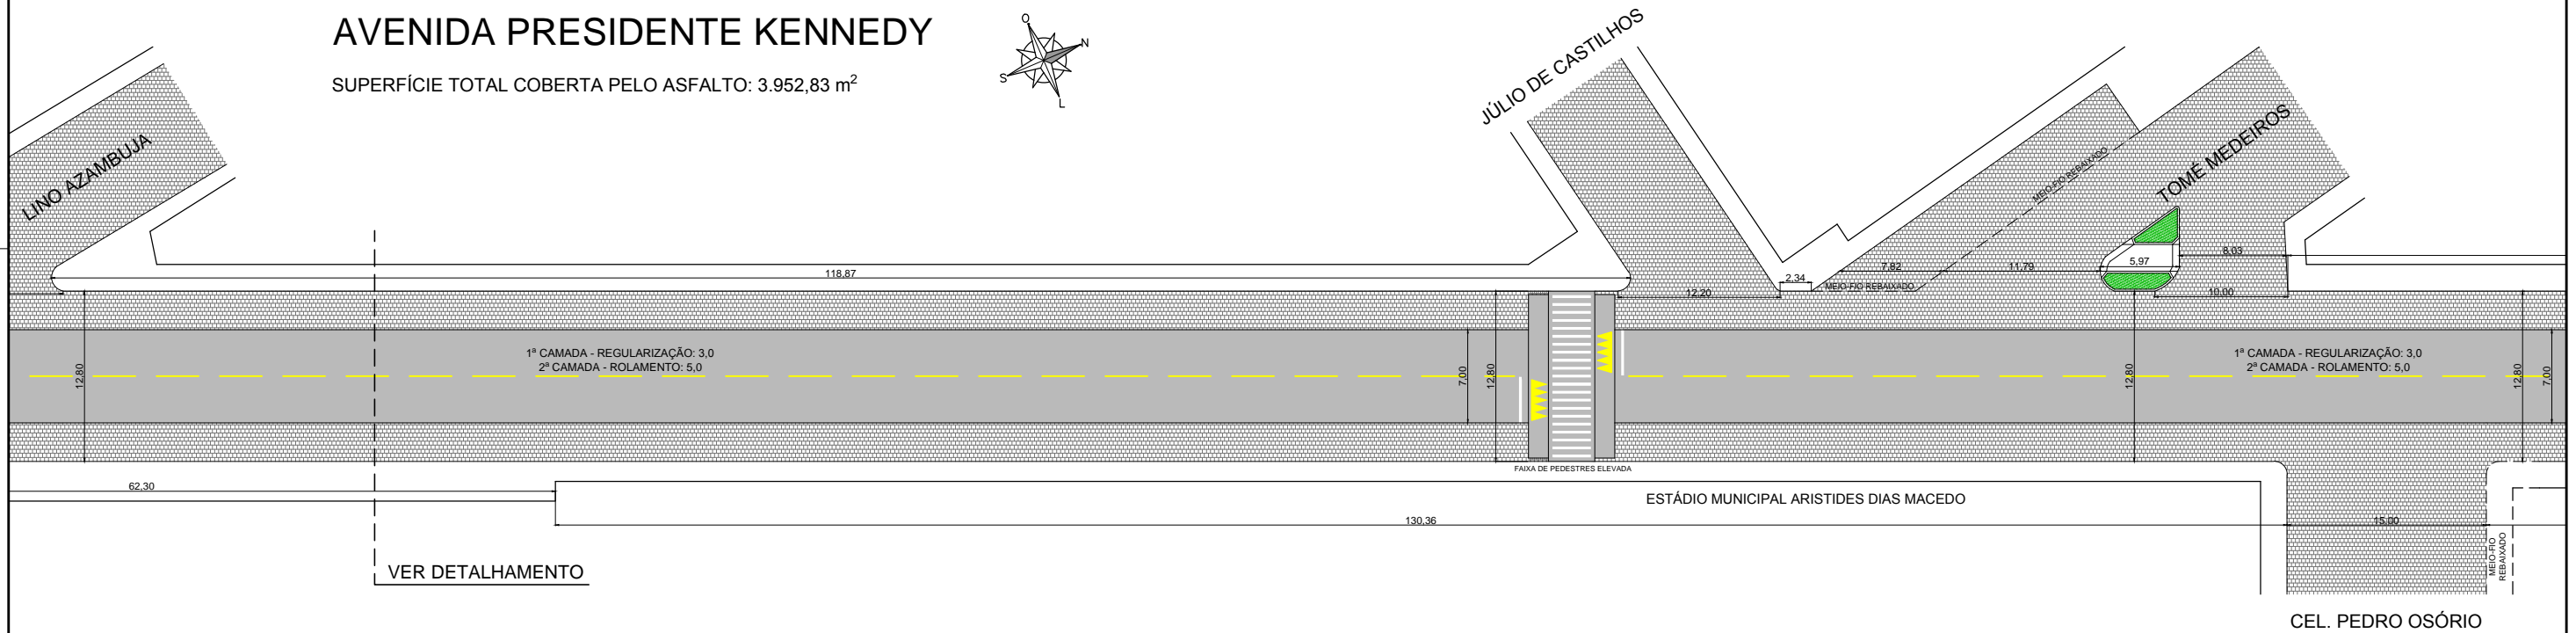 AVENIDA PRESIDENTE KENNEDY
SUPERFÍCIE TOTAL COBERTA PELO ASFALTO: 3.952,83 m²
O
N
S
L
LINO AZAMBUJA
JÚLIO DE CASTILHOS
TOMÉ MEDEIROS
MEIO-FIO REBAIXADO
118,87
12,20
2,34
7,82
MEIO-FIO REBAIXADO
11,79
5,97
8,03
10,00
12,80
1ª CAMADA - REGULARIZAÇÃO: 3,0
2ª CAMADA - ROLAMENTO: 5,0
7,00
12,80
12,80
1ª CAMADA - REGULARIZAÇÃO: 3,0
2ª CAMADA - ROLAMENTO: 5,0
12,80
7,00
FAIXA DE PEDESTRES ELEVADA
62,30
ESTÁDIO MUNICIPAL ARISTIDES DIAS MACEDO
130,36
15,00
MEIO-FIO
REBAIXADO
VER DETALHAMENTO
CEL. PEDRO OSÓRIO